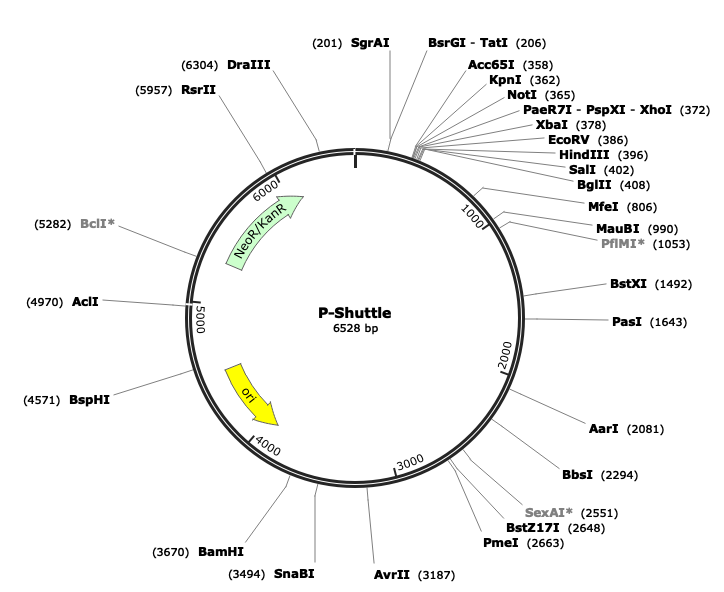 (201) SgrAI
BsrGI - TatI (206)
(6304) DraIII
Acc65I (358)
KpnI (362)
(5957) RsrII
NotI (365)
PaeR7I - PspXI - XhoI (372)
XbaI (378)
EcoRV (386)
HindIII (396)
SalI (402)
BglII (408)
6000
MfeI (806)
1000
NeoR/KanR
(5282) BclI*
MauBI (990)
PflMI* (1053)
BstXI (1492)
(4970) AclI
5000
P-Shuttle
6528 bp
PasI (1643)
2000
(4571) BspHI
ori
AarI (2081)
4000
3000
BbsI (2294)
SexAI* (2551)
BstZ17I (2648)
PmeI (2663)
(3670) BamHI
(3494) SnaBI
AvrII (3187)